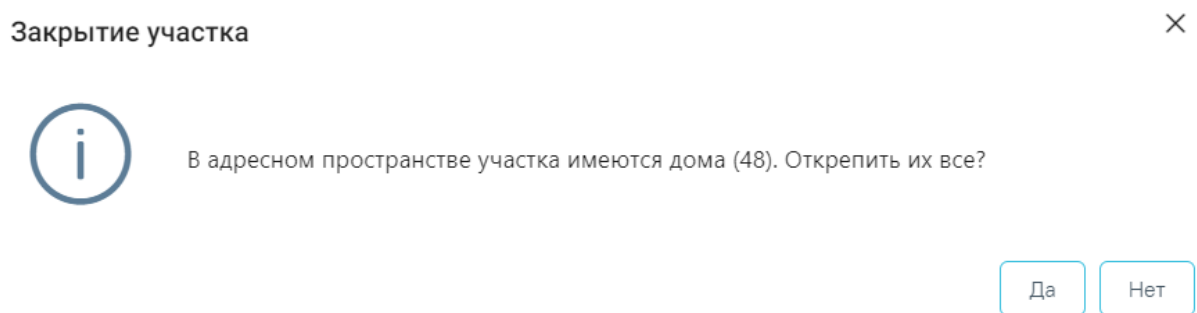 Закрытие участка
В адресном пространстве участка имеются дома (48). Открепить их все?
Да
Нет